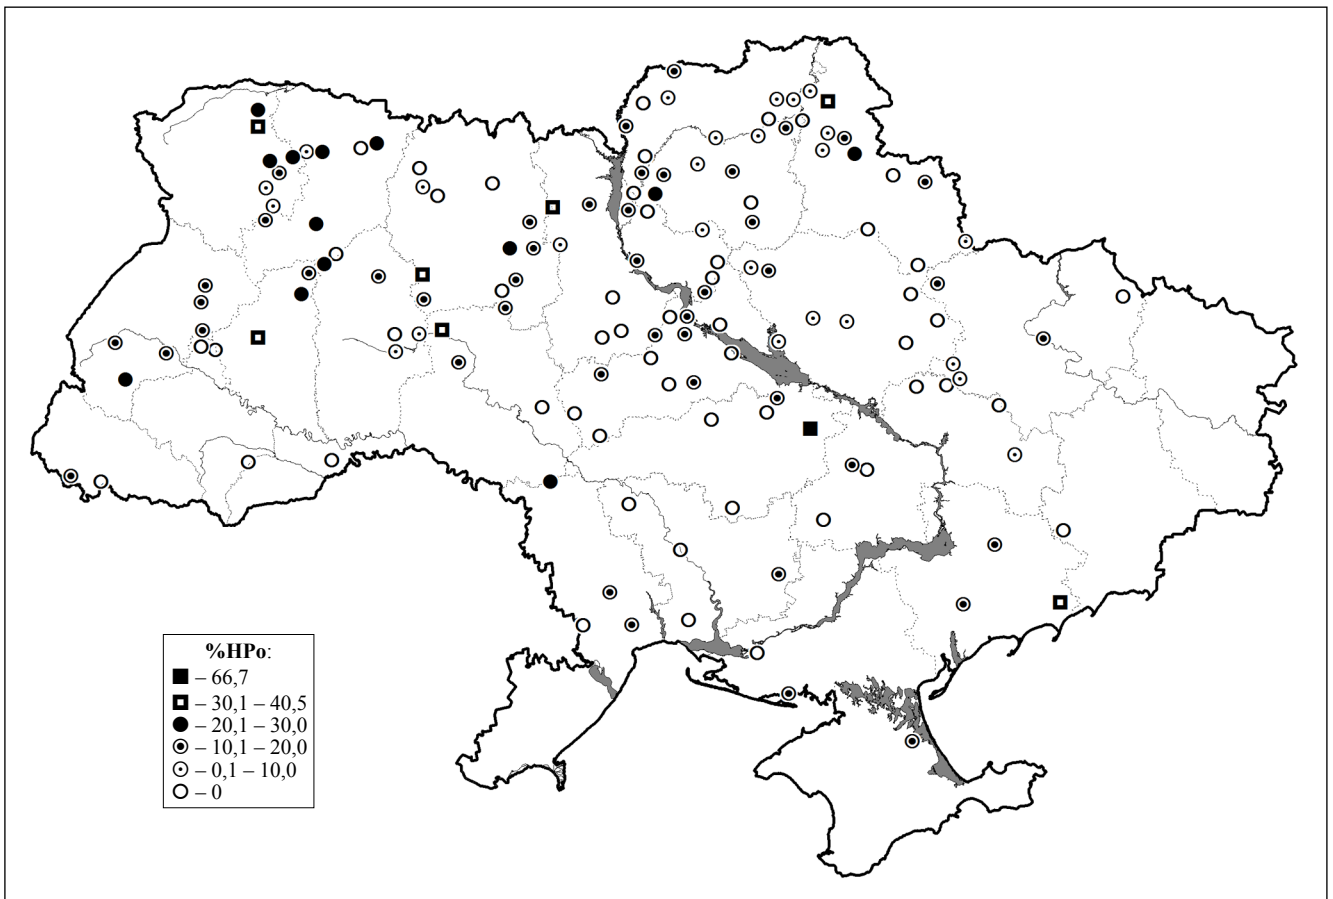 %HPo:
– 66,7
– 30,1 – 40,5
– 20,1 – 30,0
– 10,1 – 20,0
– 0,1 – 10,0
– 0